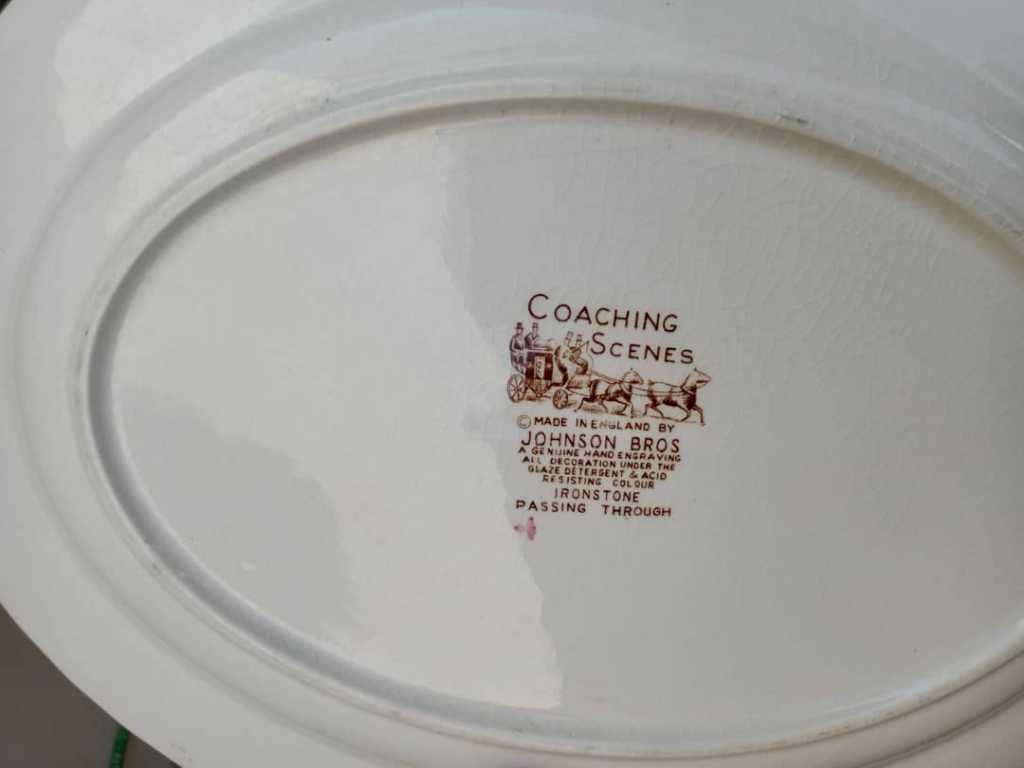 COACHING
SCENES
© MADE IN ENGLAND BY
JOHNSON BROS
A GENUINE HAND ENGRAVING
ALL DECORATION UNDER THE
GLAZE DETERGENT & ACID
RESISTING COLOUR
IRONSTONE
PASSING THROUGH